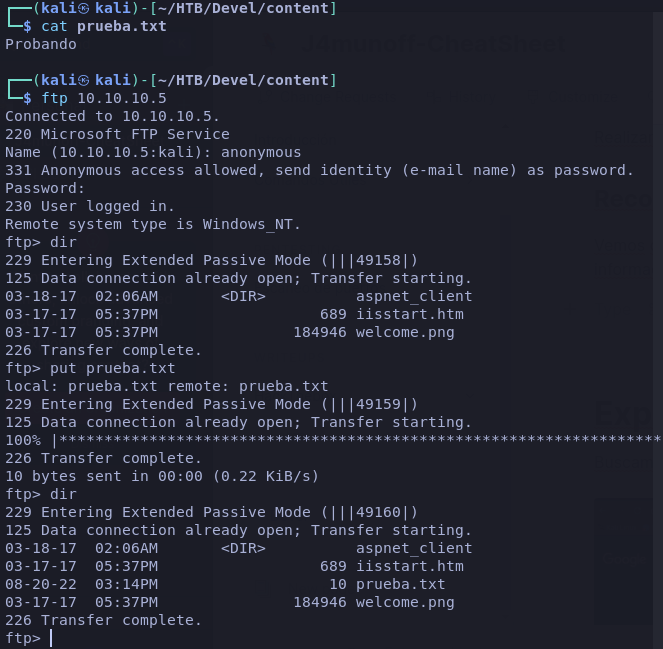 ┌──(kali㉿kali)-[~/HTB/Devel/content]
└─$ cat prueba.txt
Probando
┌──(kali㉿kali)-[~/HTB/Devel/content]
└─$ ftp 10.10.10.5
Connected to 10.10.10.5.
220 Microsoft FTP Service
Name (10.10.10.5:kali): anonymous
331 Anonymous access allowed, send identity (e-mail name) as password.
Password:
230 User logged in.
Remote system type is Windows_NT.
ftp> dir
229 Entering Extended Passive Mode (|||49158|)
125 Data connection already open; Transfer starting.
03-18-17  02:06AM       <DIR>          aspnet_client
03-17-17  05:37PM                  689 iisstart.htm
03-17-17  05:37PM               184946 welcome.png
226 Transfer complete.
ftp> put prueba.txt
local: prueba.txt remote: prueba.txt
229 Entering Extended Passive Mode (|||49159|)
125 Data connection already open; Transfer starting.
100% |*******************************************************************
226 Transfer complete.
10 bytes sent in 00:00 (0.22 KiB/s)
ftp> dir
229 Entering Extended Passive Mode (|||49160|)
125 Data connection already open; Transfer starting.
03-18-17  02:06AM       <DIR>          aspnet_client
03-17-17  05:37PM                  689 iisstart.htm
08-20-22  03:14PM                   10 prueba.txt
03-17-17  05:37PM               184946 welcome.png
226 Transfer complete.
ftp>